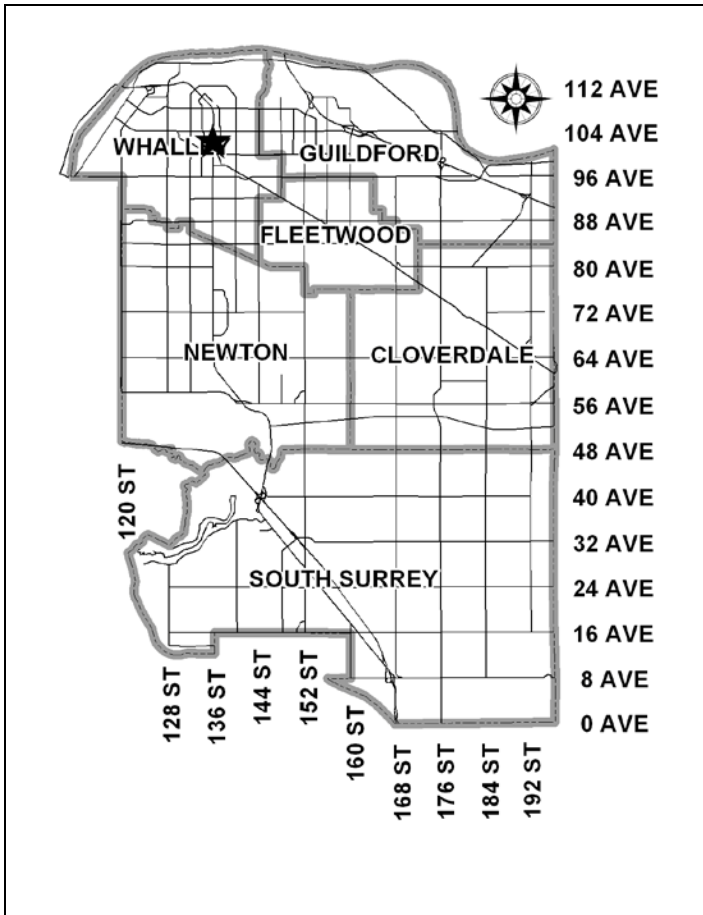 112 AVE
104 AVE
WHALLEY
GUILDFORD
96 AVE
88 AVE
FLEETWOOD
80 AVE
72 AVE
NEWTON
CLOVERDALE
64 AVE
56 AVE
48 AVE
120 ST
40 AVE
32 AVE
SOUTH SURREY
24 AVE
16 AVE
128 ST
136 ST
144 ST
152 ST
160 ST
8 AVE
0 AVE
168 ST
176 ST
184 ST
192 ST